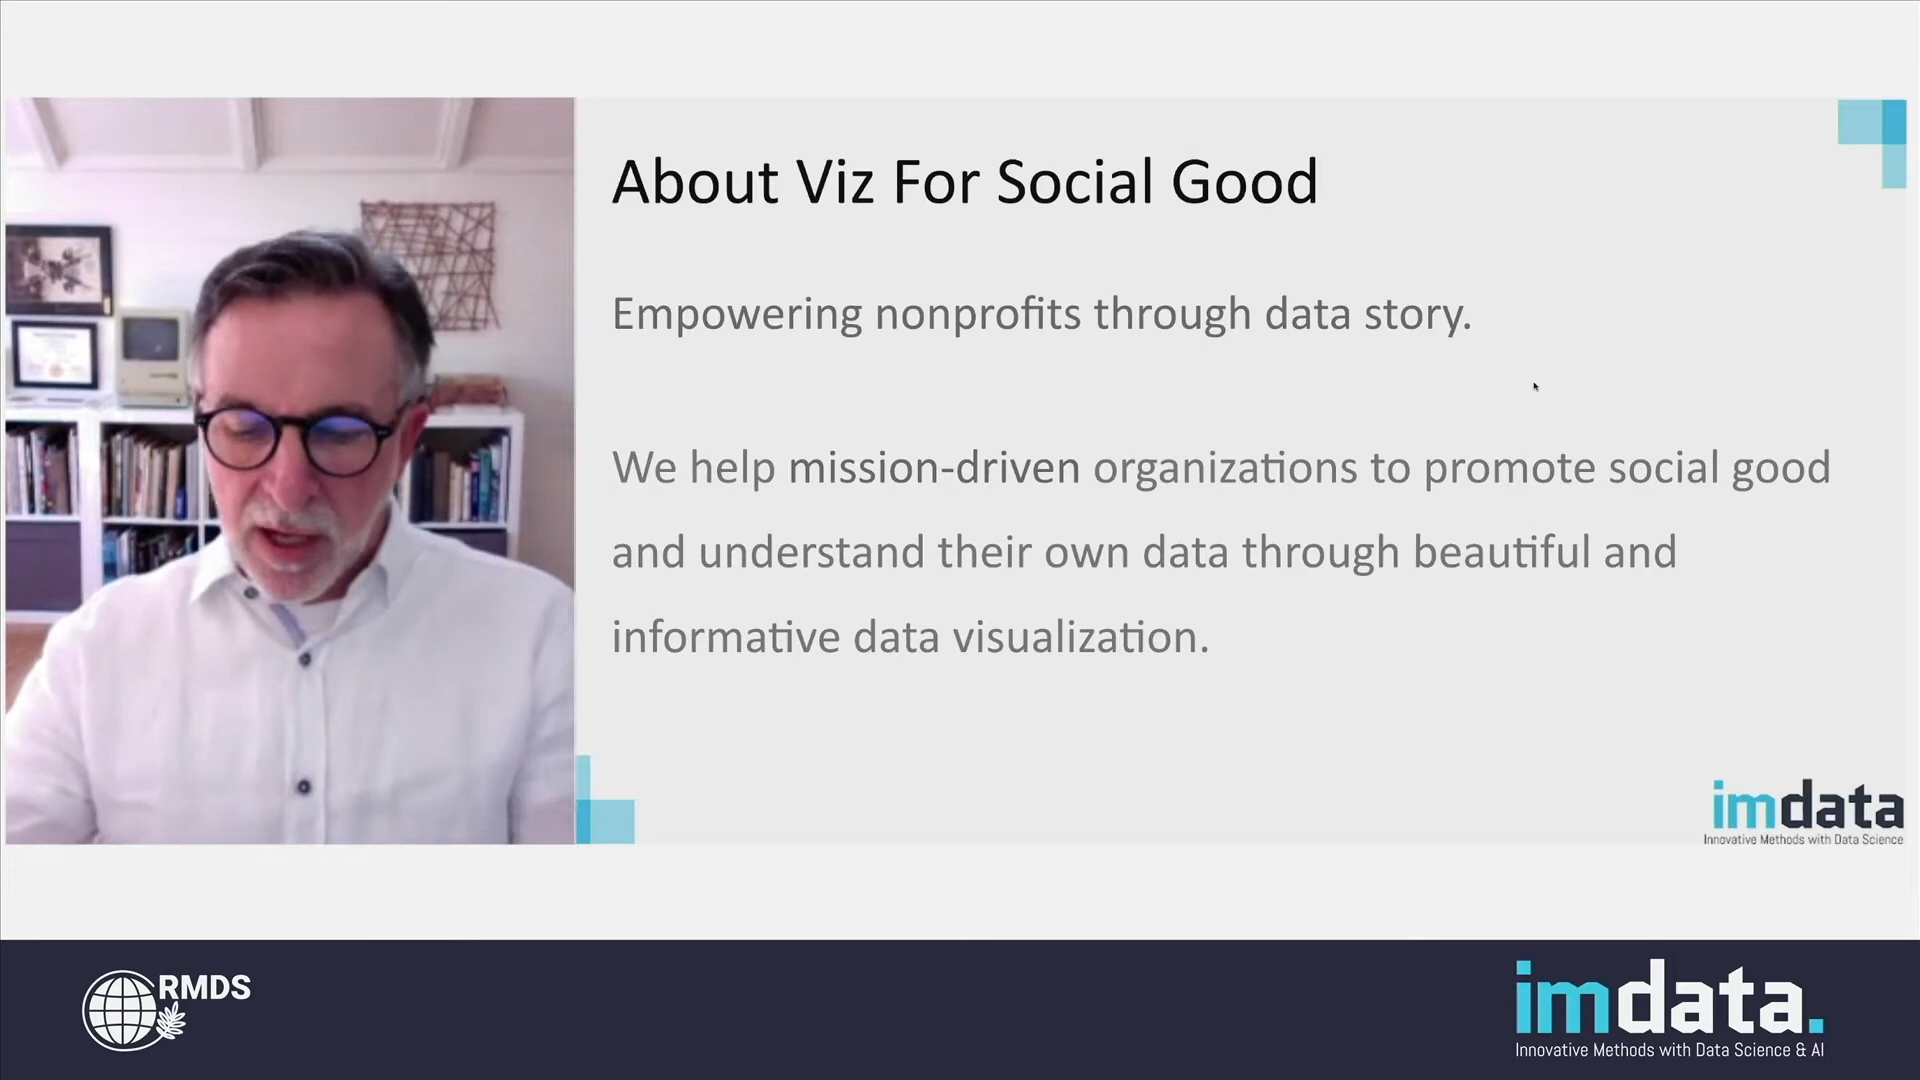 About Viz For Social Good
Empowering nonprofits through data story.
We help mission-driven organizations to promote social good
and understand their own data through beautiful and
informative data visualization.
imdata
Innovative Methods with Data Science
RMDS
imdata.
Innovative Methods with Data Science & AI